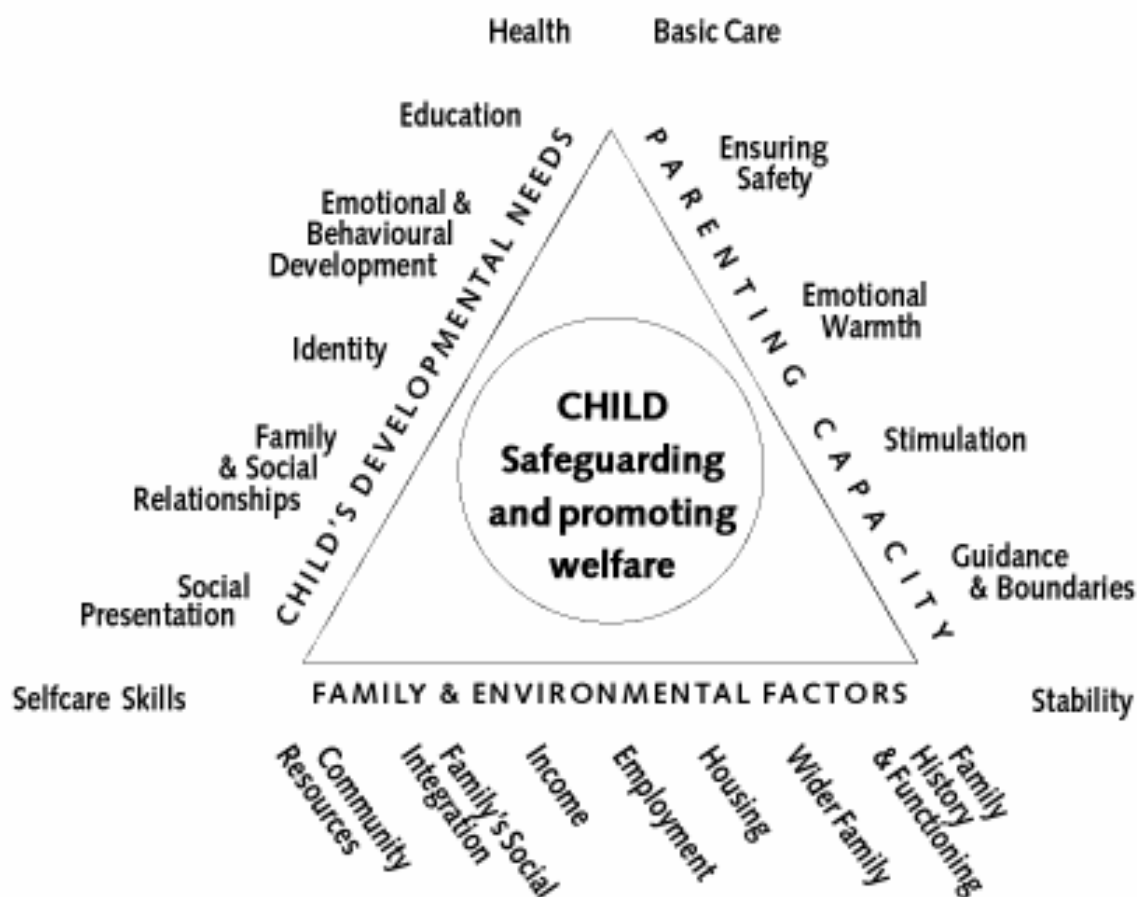 Health
Basic Care
Education
Ensuring
Safety
Emotional &
Behavioural
Development
Emotional
Warmth
Identity
Family
& Social
Relationships
Stimulation
Social
Presentation
Guidance
& Boundaries
Selfcare Skills
Stability
CHILD'S DEVELOPMENTAL NEEDS
PARENTING CAPACITY
CHILD
Safeguarding
and promoting
welfare
FAMILY & ENVIRONMENTAL FACTORS
Community
Resources
Family's Social
Integration
Income
Employment
Housing
Wider Family
Family
History
& Functioning